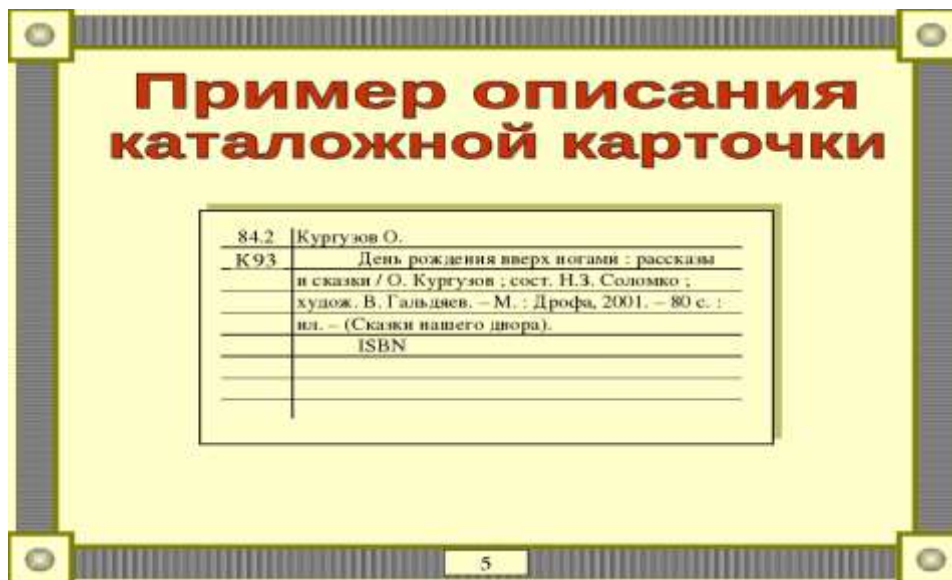 Пример описания
каталожной карточки
84.2 Кургузов О.
К93 День рождения вверх ногами : рассказы
и сказки / О. Кургузов ; сост. Н.З. Соломко ;
худож. В. Гальдяев. – М. : Дрофа, 2001. – 80 с. :
ил. – (Сказки нашего двора).
ISBN
5